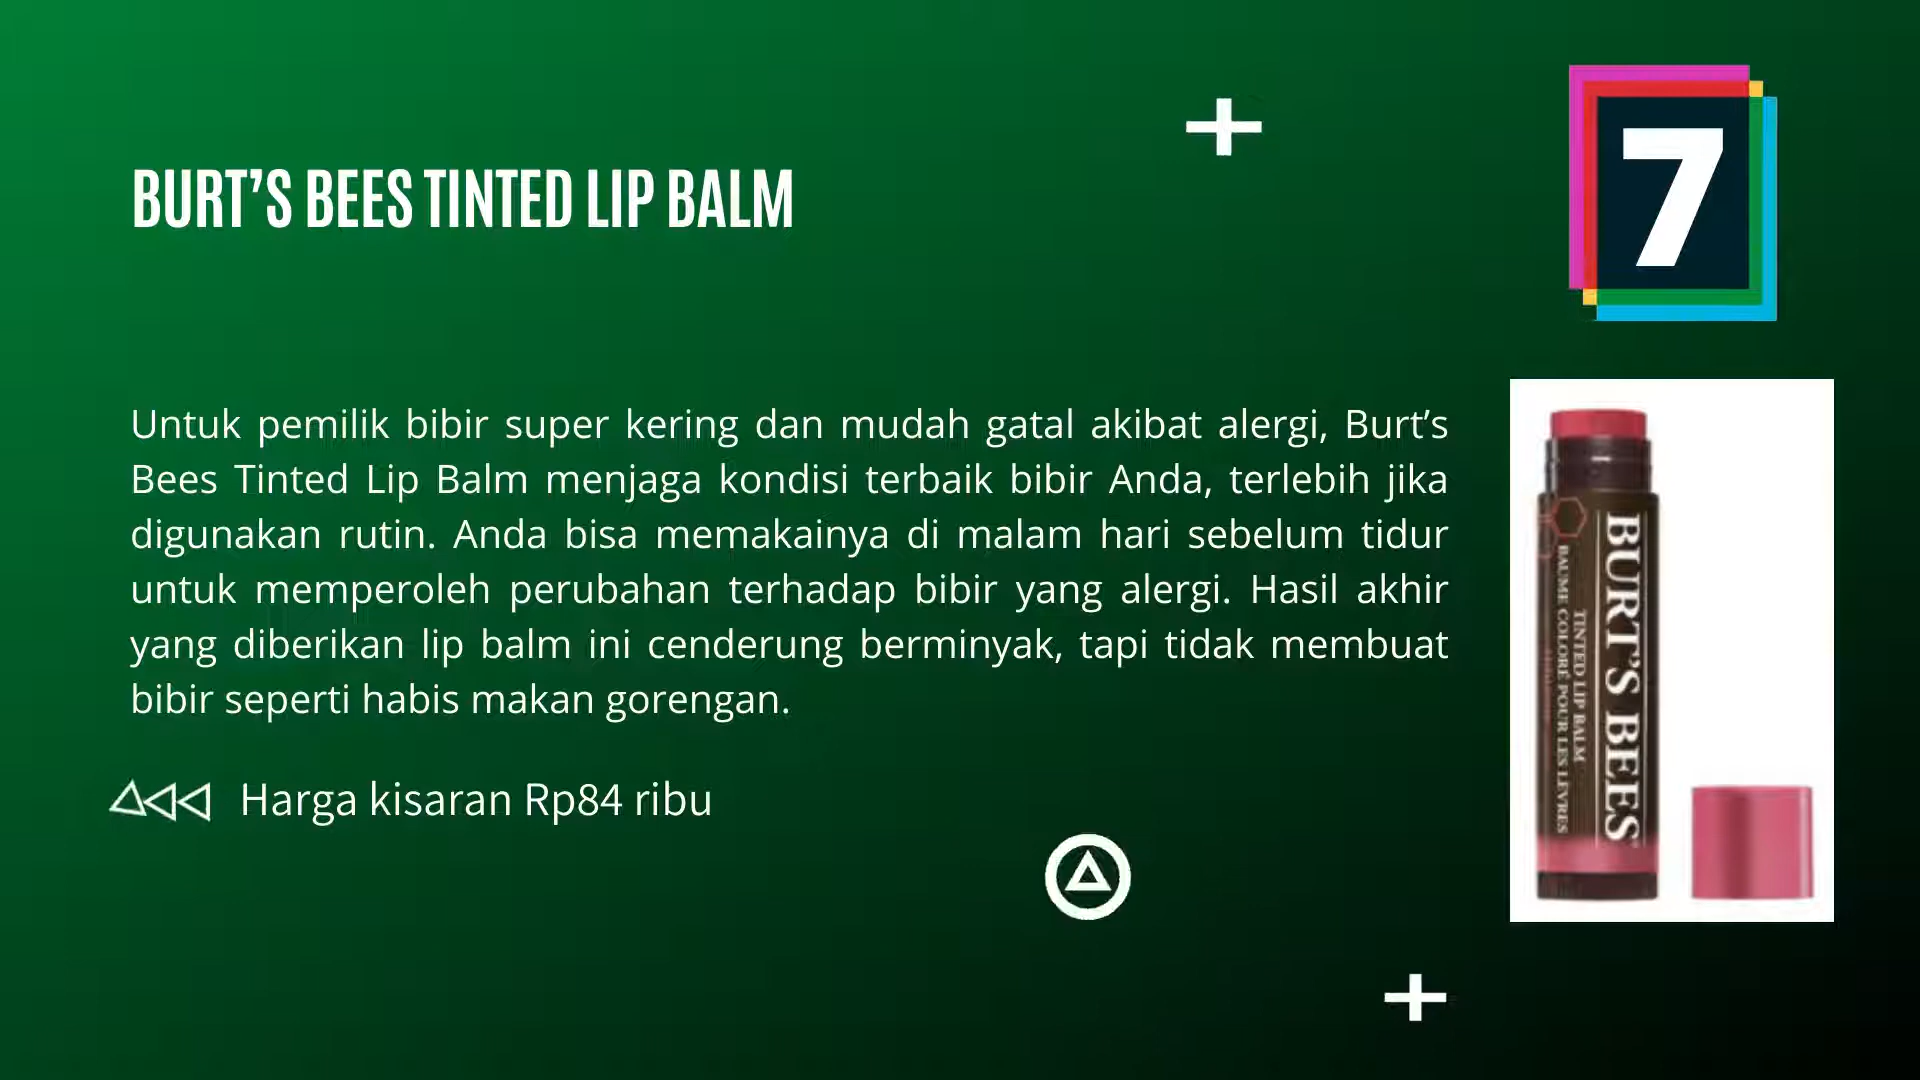 BURT’S BEES TINTED LIP BALM
7
Untuk pemilik bibir super kering dan mudah gatal akibat alergi, Burt’s
Bees Tinted Lip Balm menjaga kondisi terbaik bibir Anda, terlebih jika
digunakan rutin. Anda bisa memakainya di malam hari sebelum tidur
untuk memperoleh perubahan terhadap bibir yang alergi. Hasil akhir
yang diberikan lip balm ini cenderung berminyak, tapi tidak membuat
bibir seperti habis makan gorengan.
Harga kisaran Rp84 ribu
BURT'S BEES
TINTED LIP BALM
BAUME COLORÉ POUR LES LÈVRES